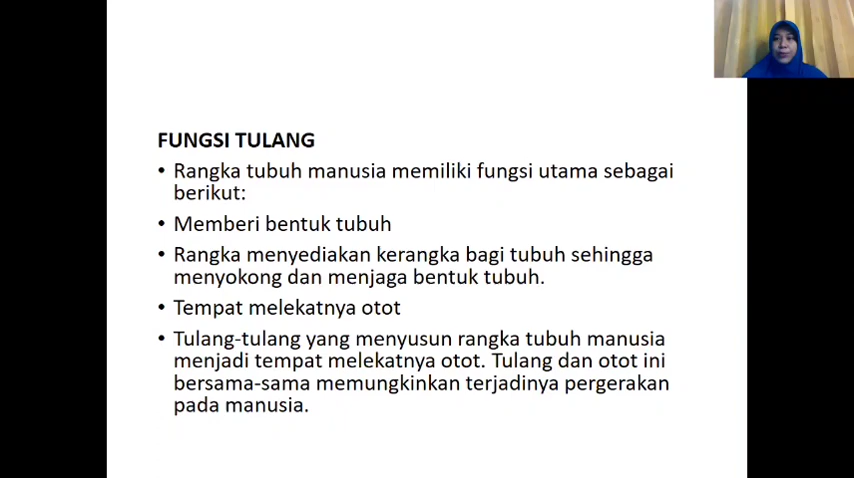 FUNGSI TULANG
• Rangka tubuh manusia memiliki fungsi utama sebagai
berikut:
• Memberi bentuk tubuh
• Rangka menyediakan kerangka bagi tubuh sehingga
menyokong dan menjaga bentuk tubuh.
• Tempat melekatnya otot
• Tulang-tulang yang menyusun rangka tubuh manusia
menjadi tempat melekatnya otot. Tulang dan otot ini
bersama-sama memungkinkan terjadinya pergerakan
pada manusia.